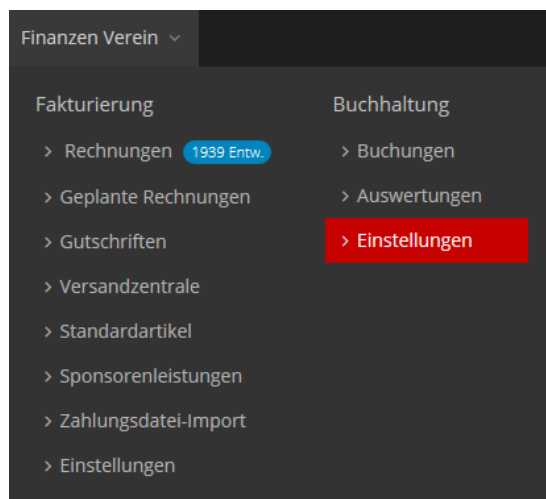 Finanzen Verein
Fakturierung
Rechnungen 1939 Entw.
Geplante Rechnungen
Gutschriften
Versandzentrale
Standardartikel
Sponsorenleistungen
Zahlungsdatei-Import
Einstellungen
Buchhaltung
Buchungen
Auswertungen
Einstellungen